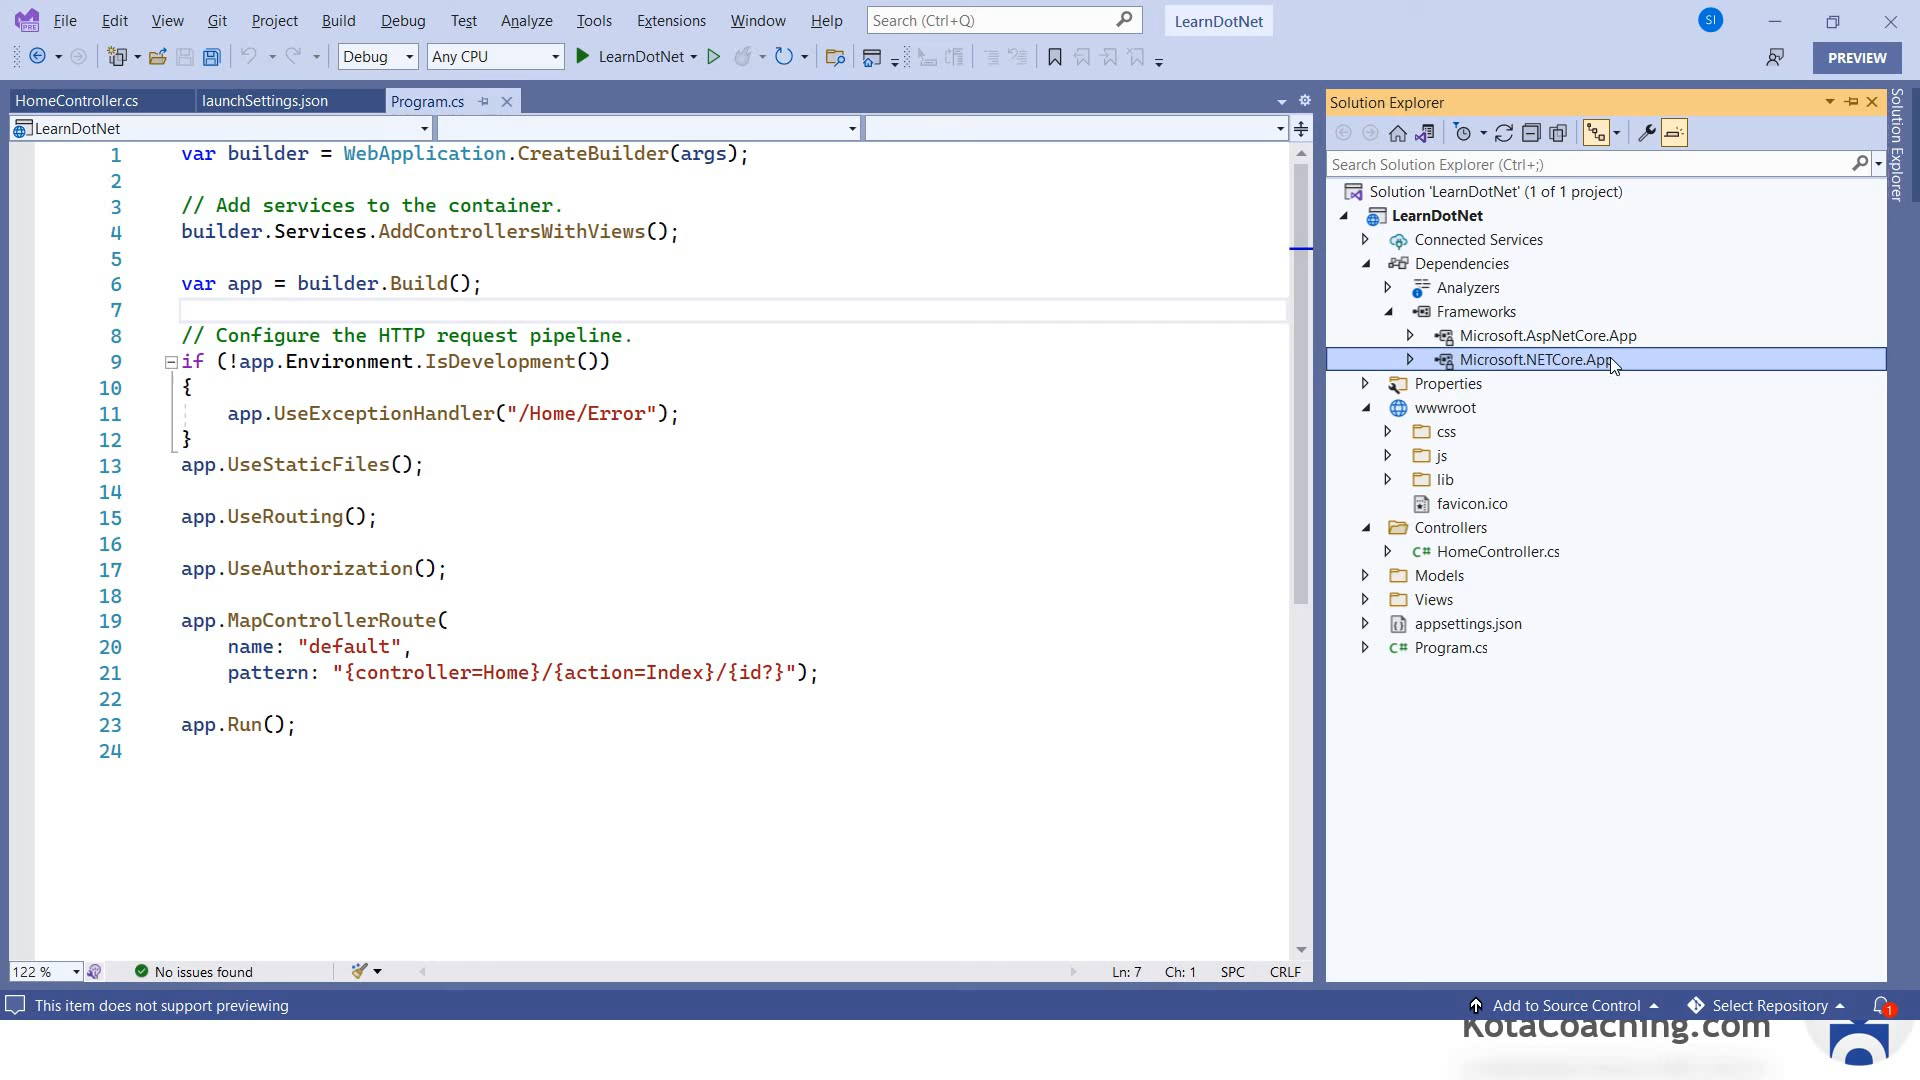 File Edit View Git Project Build Debug Test Analyze Tools Extensions Window Help Search (Ctrl+Q) LearnDotNet SI
Debug Any CPU LearnDotNet PREVIEW
HomeController.cs launchSettings.json Program.cs
LearnDotNet
1 var builder = WebApplication.CreateBuilder(args);
2
3 // Add services to the container.
4 builder.Services.AddControllersWithViews();
5
6 var app = builder.Build();
7
8 // Configure the HTTP request pipeline.
9 if (!app.Environment.IsDevelopment())
10 {
11 app.UseExceptionHandler("/Home/Error");
12 }
13 app.UseStaticFiles();
14
15 app.UseRouting();
16
17 app.UseAuthorization();
18
19 app.MapControllerRoute(
20 name: "default",
21 pattern: "{controller=Home}/{action=Index}/{id?}");
22
23 app.Run();
24
122 % No issues found Ln: 7 Ch: 1 SPC CRLF
Solution Explorer
Search Solution Explorer (Ctrl+;)
Solution 'LearnDotNet' (1 of 1 project)
LearnDotNet
Connected Services
Dependencies
Analyzers
Frameworks
Microsoft.AspNetCore.App
Microsoft.NETCore.App
Properties
wwwroot
css
js
lib
favicon.ico
Controllers
C# HomeController.cs
Models
Views
appsettings.json
C# Program.cs
Solution Explorer
This item does not support previewing Add to Source Control Select Repository 1
KotaCoaching.com